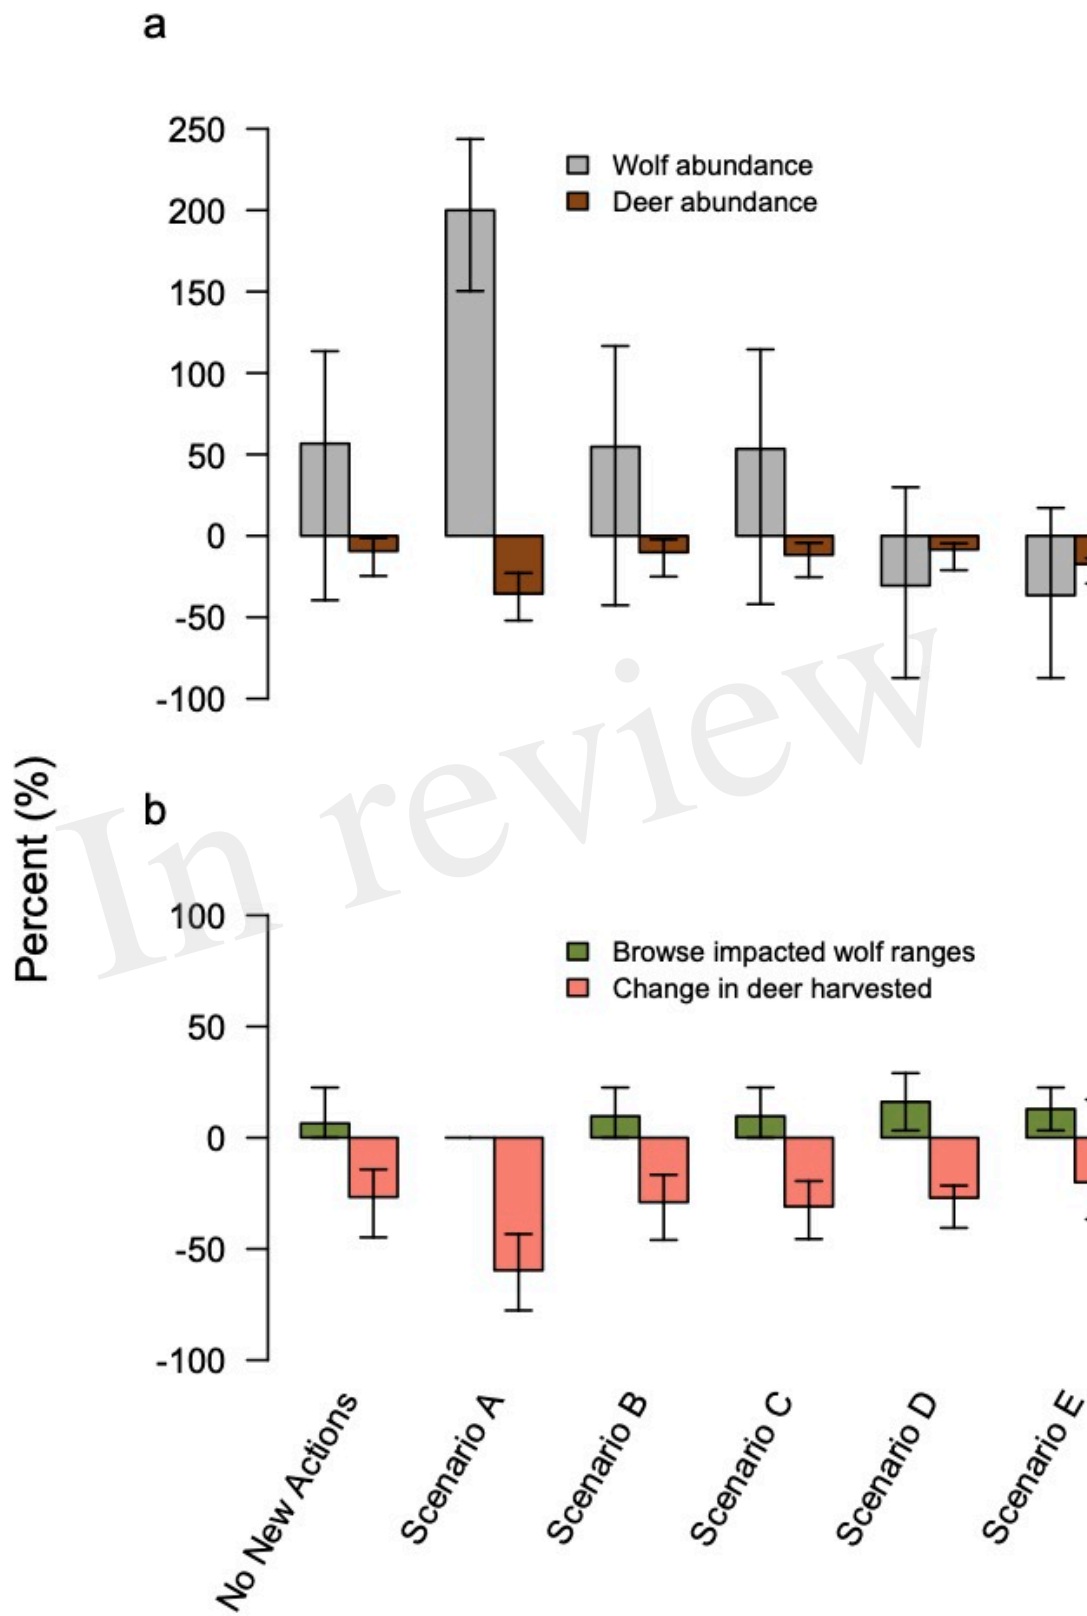 a
250
200
150
100
50
0
-50
-100
Wolf abundance
Deer abundance
Percent (%)
In review
b
100
50
0
-50
-100
Browse impacted wolf ranges
Change in deer harvested
No New Actions
Scenario A
Scenario B
Scenario C
Scenario D
Scenario E